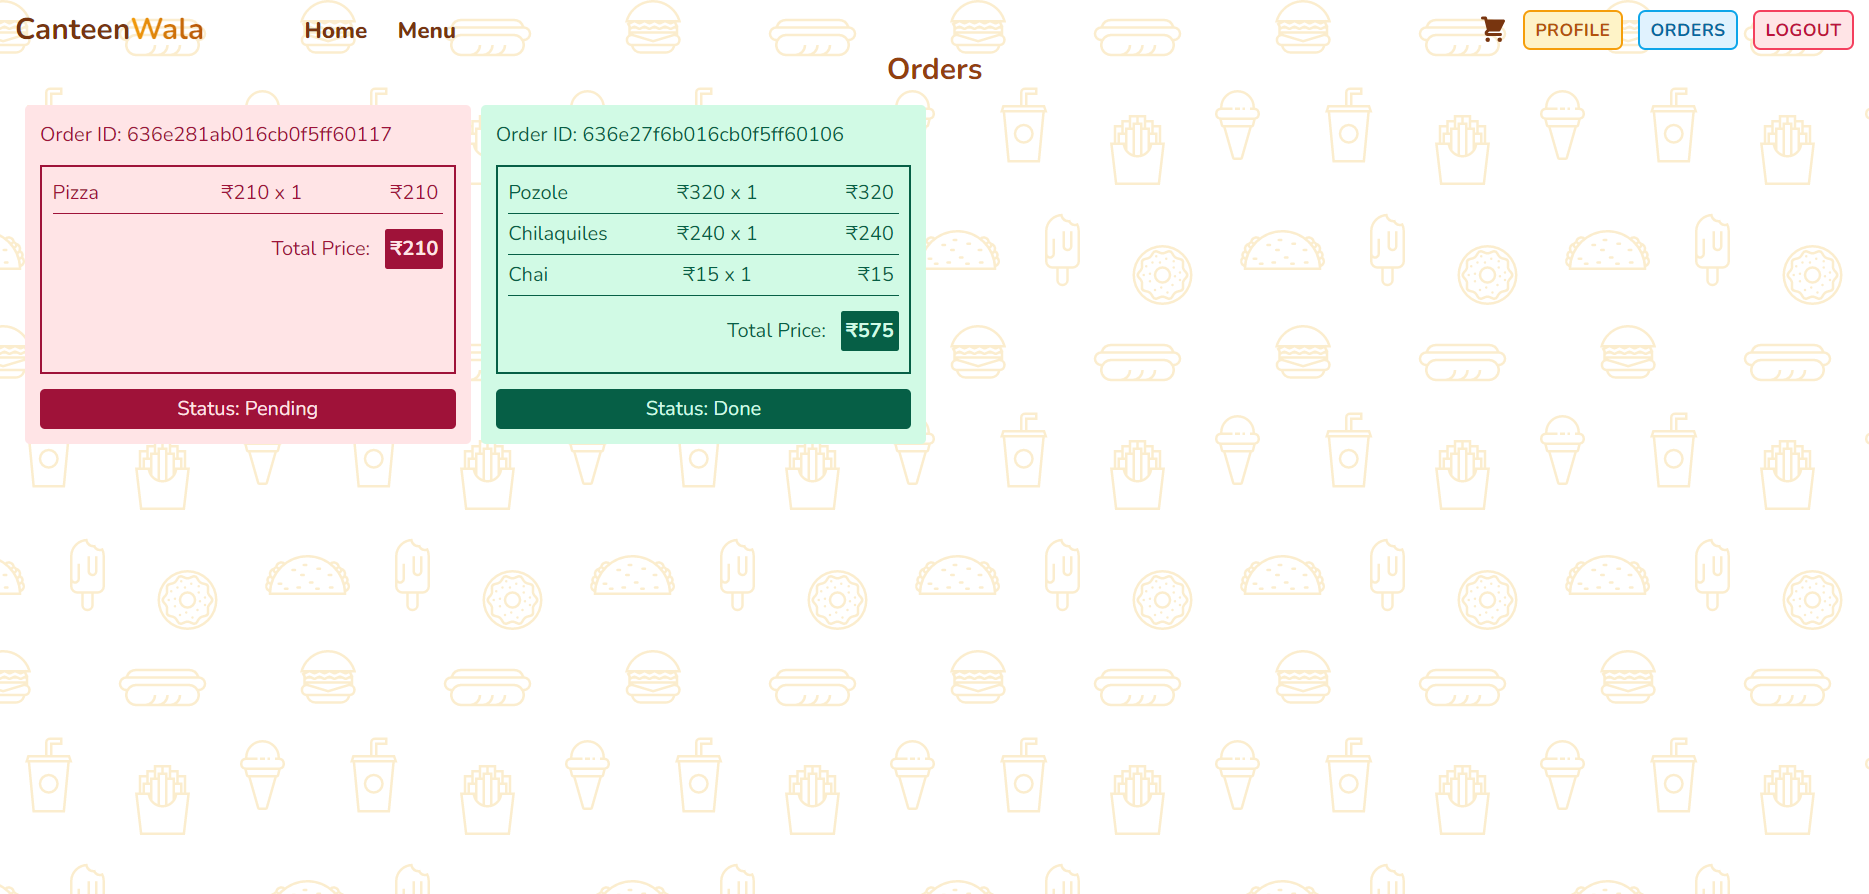 CanteenWala Home Menu PROFILE ORDERS LOGOUT
Orders
Order ID: 636e281ab016cb0f5ff60117
Pizza ₹210 x 1 ₹210
Total Price: ₹210
Status: Pending
Order ID: 636e27f6b016cb0f5ff60106
Pozole ₹320 x 1 ₹320
Chilaquiles ₹240 x 1 ₹240
Chai ₹15 x 1 ₹15
Total Price: ₹575
Status: Done